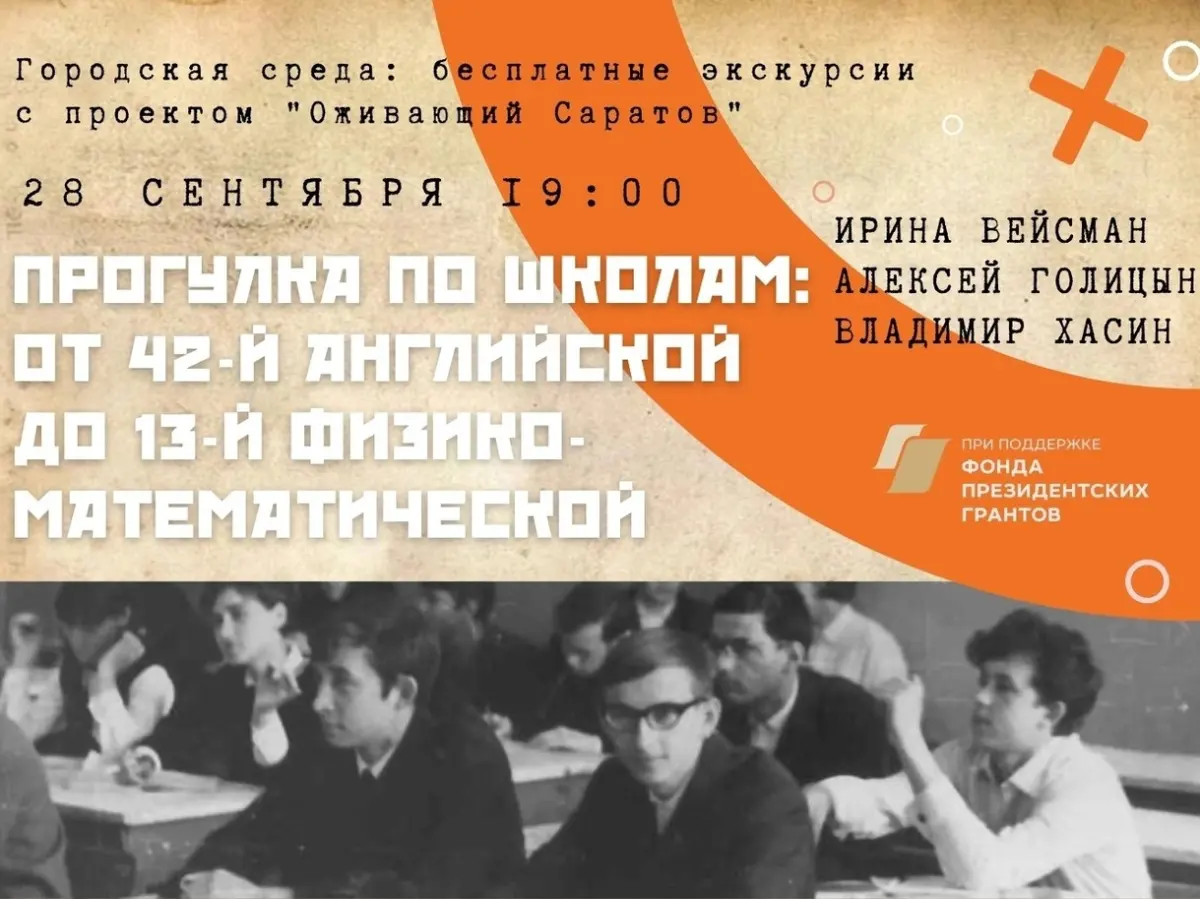 Городская среда: бесплатные экскурсии
с проектом "Оживающий Саратов"
28 СЕНТЯБРЯ 19:00
ПРОГУЛКА ПО ШКОЛАМ:
ОТ 42-Й АНГЛИЙСКОЙ
ДО 13-Й ФИЗИКО-
МАТЕМАТИЧЕСКОЙ
ИРИНА ВЕЙСМАН
АЛЕКСЕЙ ГОЛИЦЫН
ВЛАДИМИР ХАСИН
ПРИ ПОДДЕРЖКЕ
ФОНДА
ПРЕЗИДЕНТСКИХ
ГРАНТОВ